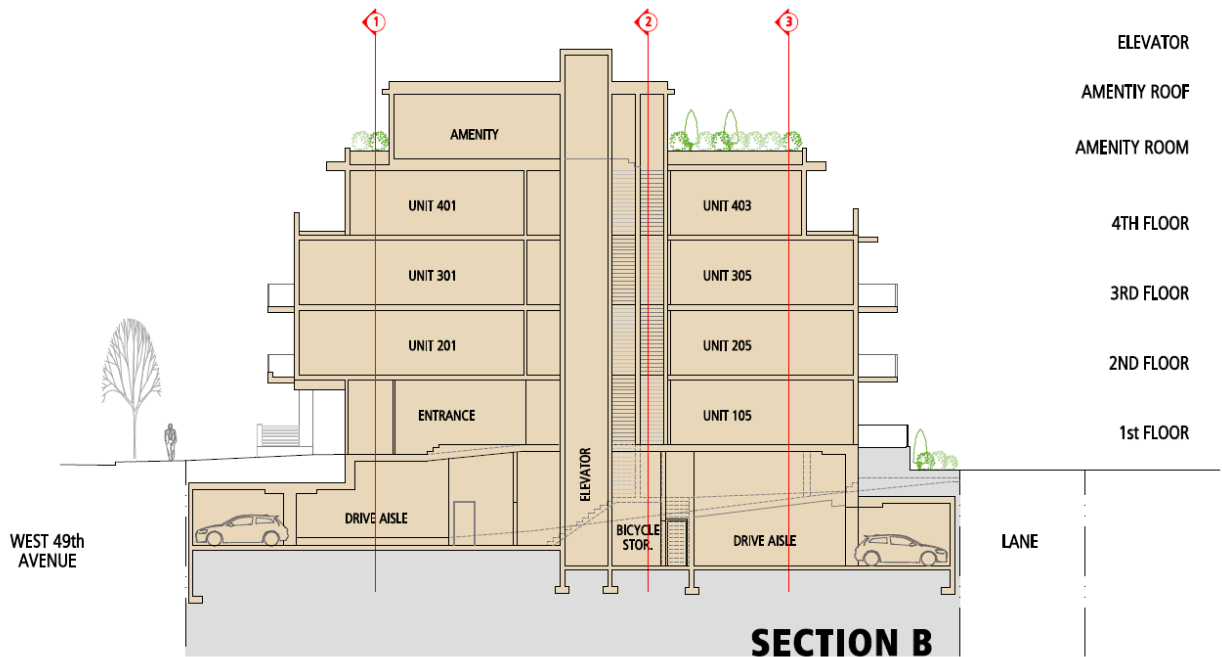 1
2
3
ELEVATOR
AMENTIY ROOF
AMENITY
AMENITY ROOM
UNIT 401
UNIT 403
4TH FLOOR
UNIT 301
UNIT 305
3RD FLOOR
UNIT 201
UNIT 205
2ND FLOOR
ENTRANCE
UNIT 105
1st FLOOR
ELEVATOR
DRIVE AISLE
BICYCLE
STOR.
DRIVE AISLE
WEST 49th
AVENUE
LANE
SECTION B